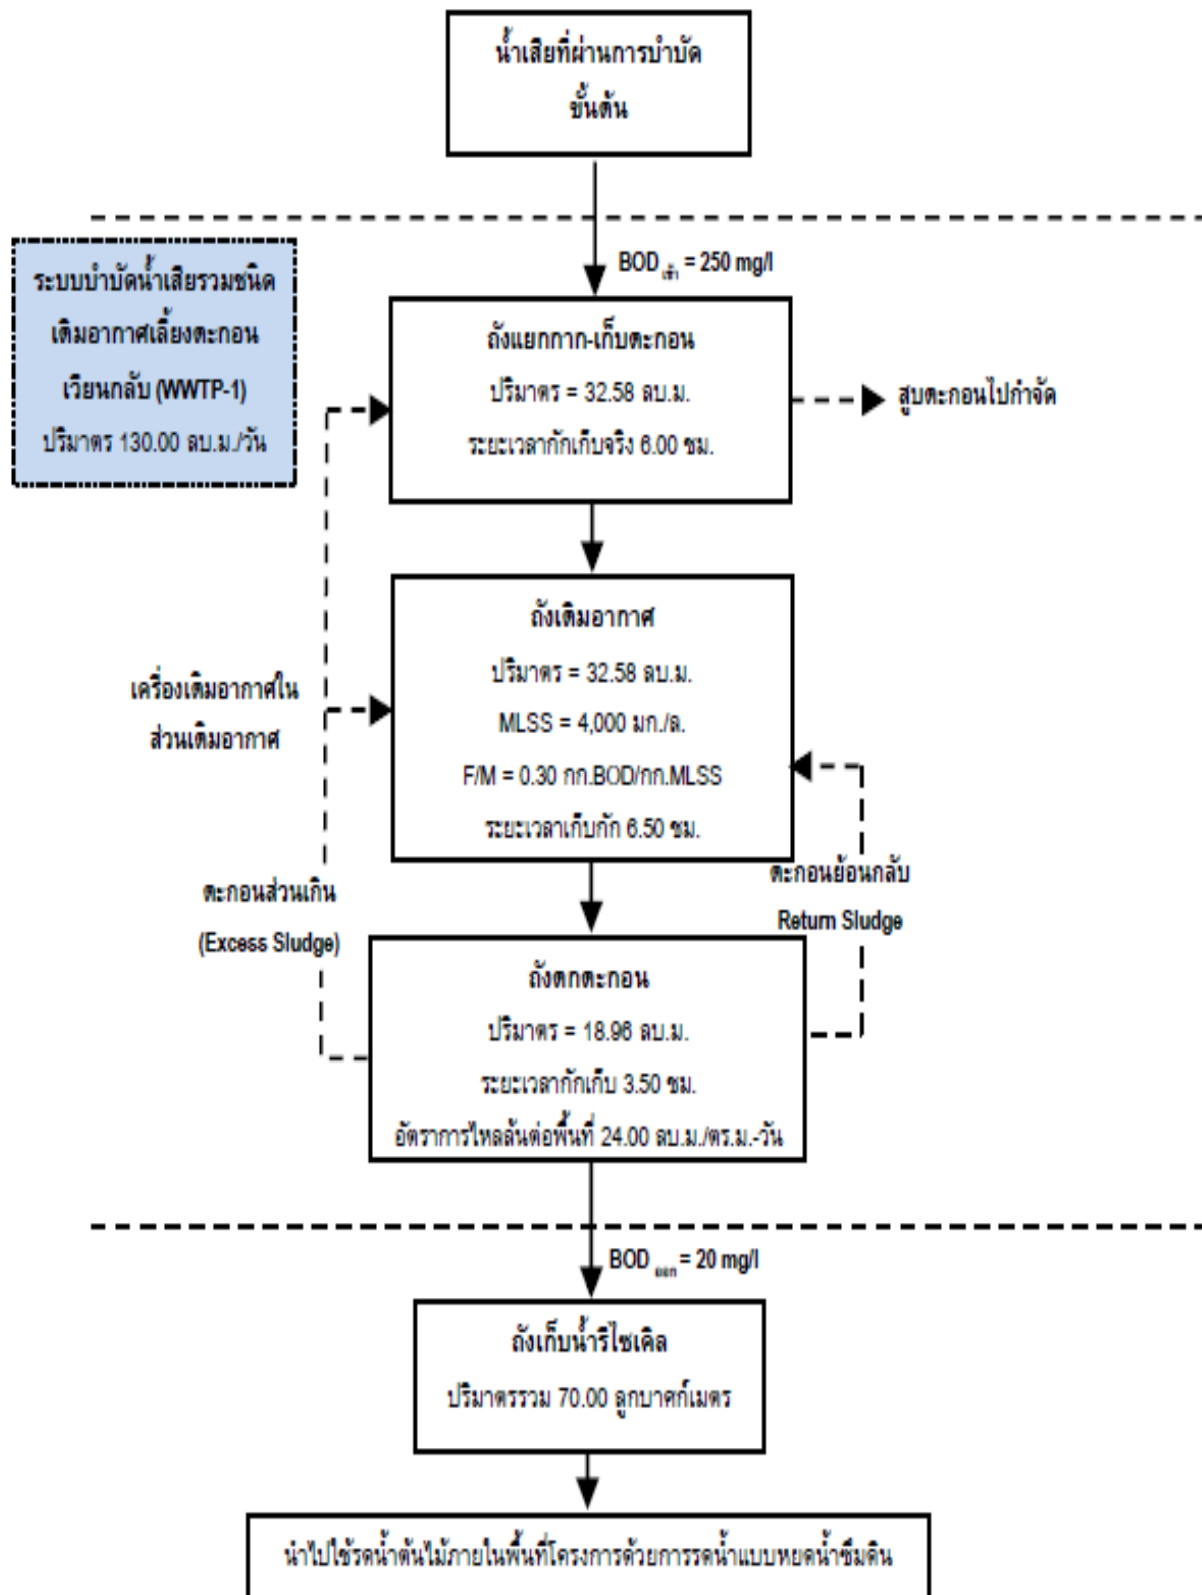 น้ำเสียที่ผ่านการบำบัด
ขั้นต้น
BOD เข้า = 250 mg/l
ระบบบำบัดน้ำเสียรวมชนิด
เติมอากาศเลี้ยงตะกอน
เวียนกลับ (WWTP-1)
ปริมาตร 130.00 ลบ.ม./วัน
ถังแยกกาก-เก็บตะกอน
ปริมาตร = 32.58 ลบ.ม.
ระยะเวลากักเก็บจริง 6.00 ชม.
สูบตะกอนไปกำจัด
ถังเติมอากาศ
ปริมาตร = 32.58 ลบ.ม.
MLSS = 4,000 มก./ล.
F/M = 0.30 กก.BOD/กก.MLSS
ระยะเวลาเก็บกัก 6.50 ชม.
เครื่องเติมอากาศใน
ส่วนเติมอากาศ
ตะกอนส่วนเกิน
(Excess Sludge)
ตะกอนย้อนกลับ
Return Sludge
ถังตกตะกอน
ปริมาตร = 18.96 ลบ.ม.
ระยะเวลากักเก็บ 3.50 ชม.
อัตราการไหลล้นต่อพื้นที่ 24.00 ลบ.ม./ตร.ม.-วัน
BOD ออก = 20 mg/l
ถังเก็บน้ำรีไซเคิล
ปริมาตรรวม 70.00 ลูกบาศก์เมตร
นำไปใช้รดน้ำต้นไม้ภายในพื้นที่โครงการด้วยการรดน้ำแบบหยดน้ำซึมดิน